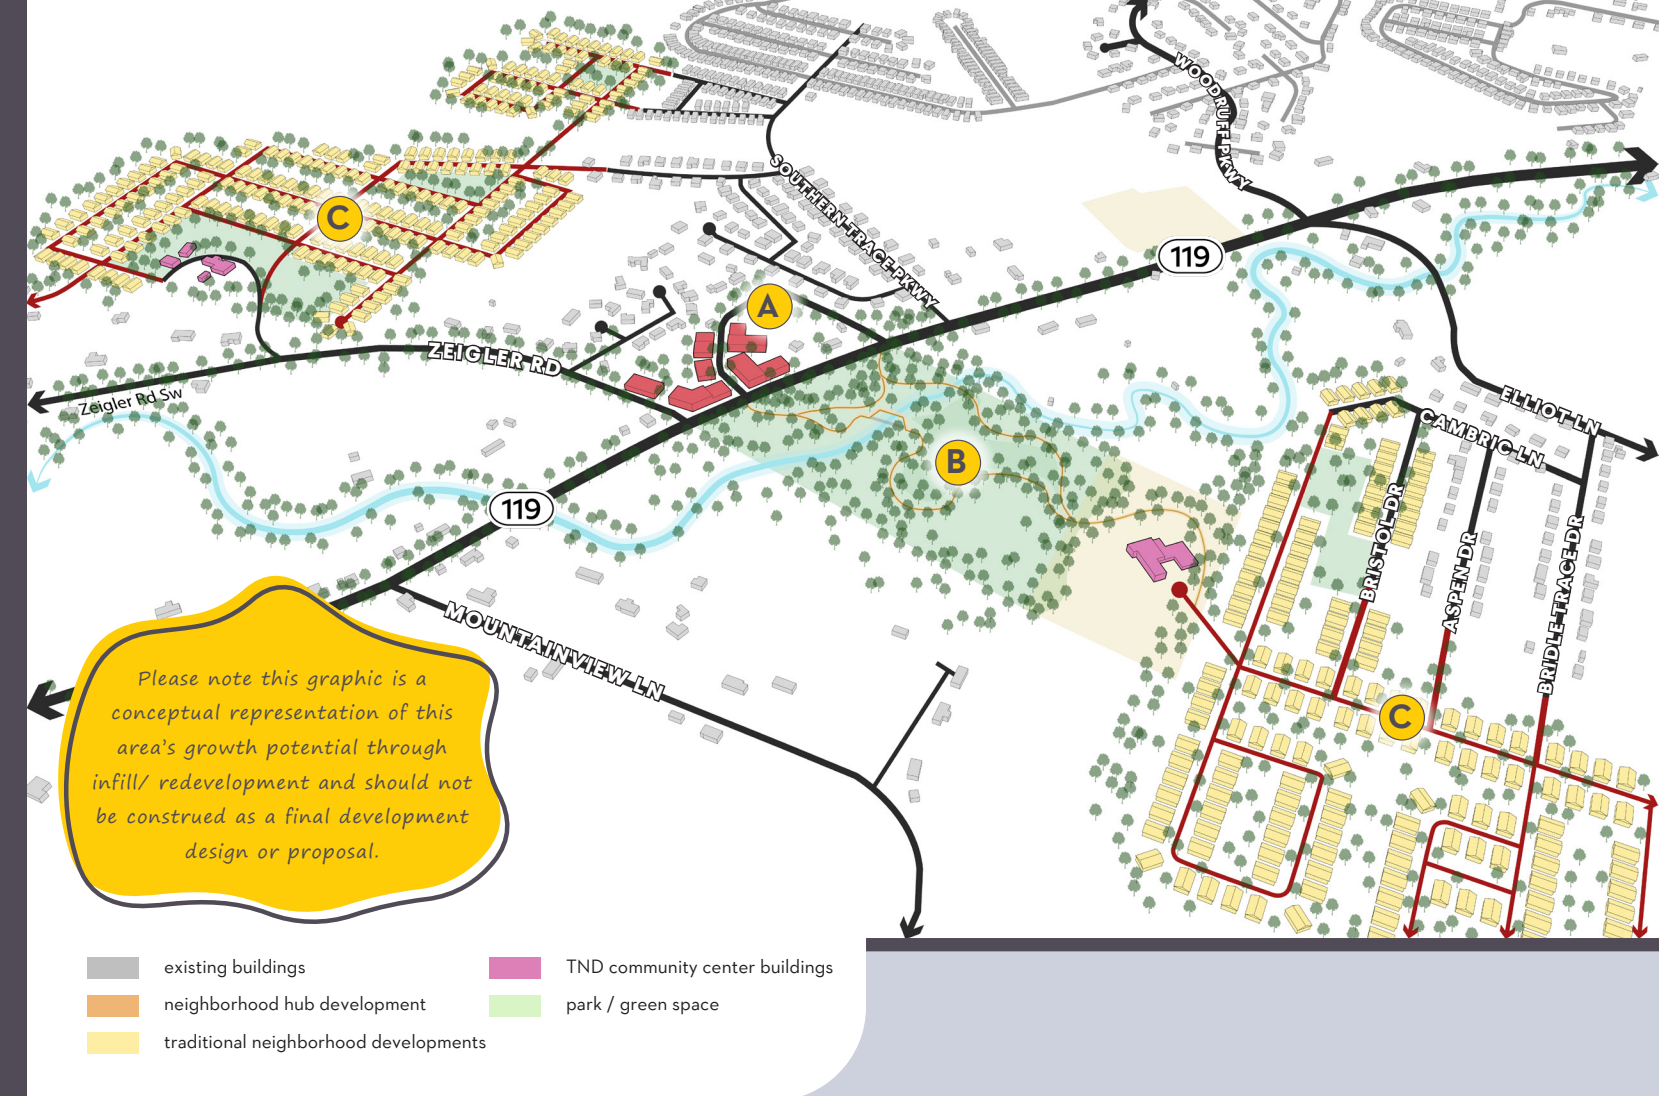 WOODRUFF PKWY
SOUTHERN TRACE PKWY
C
119
A
ZEIGLER RD
Zeigler Rd Sw
ELLIOT LN
CAMBRIC LN
B
119
BRISTOL DR
ASPEN DR
BRIDLE TRACE DR
MOUNTAINVIEW LN
C
Please note this graphic is a
conceptual representation of this
area's growth potential through
infill/ redevelopment and should not
be construed as a final development
design or proposal.
existing buildings
neighborhood hub development
traditional neighborhood developments
TND community center buildings
park / green space